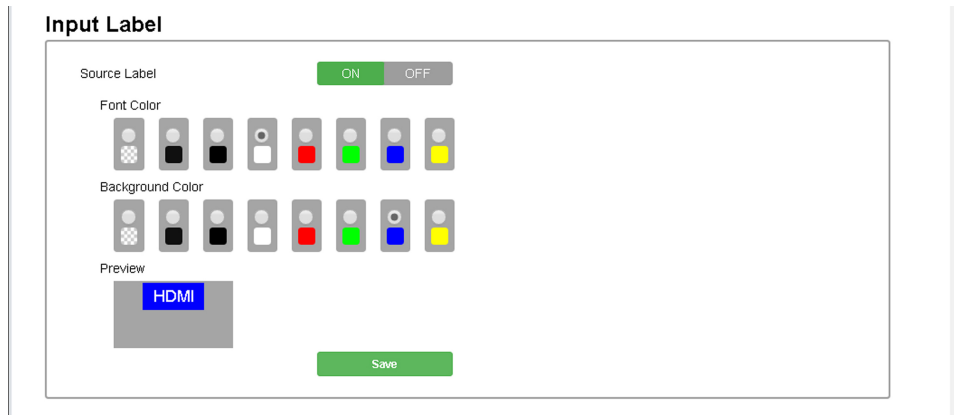 Input Label
Source Label ON OFF
Font Color
Background Color
Preview
HDMI
Save